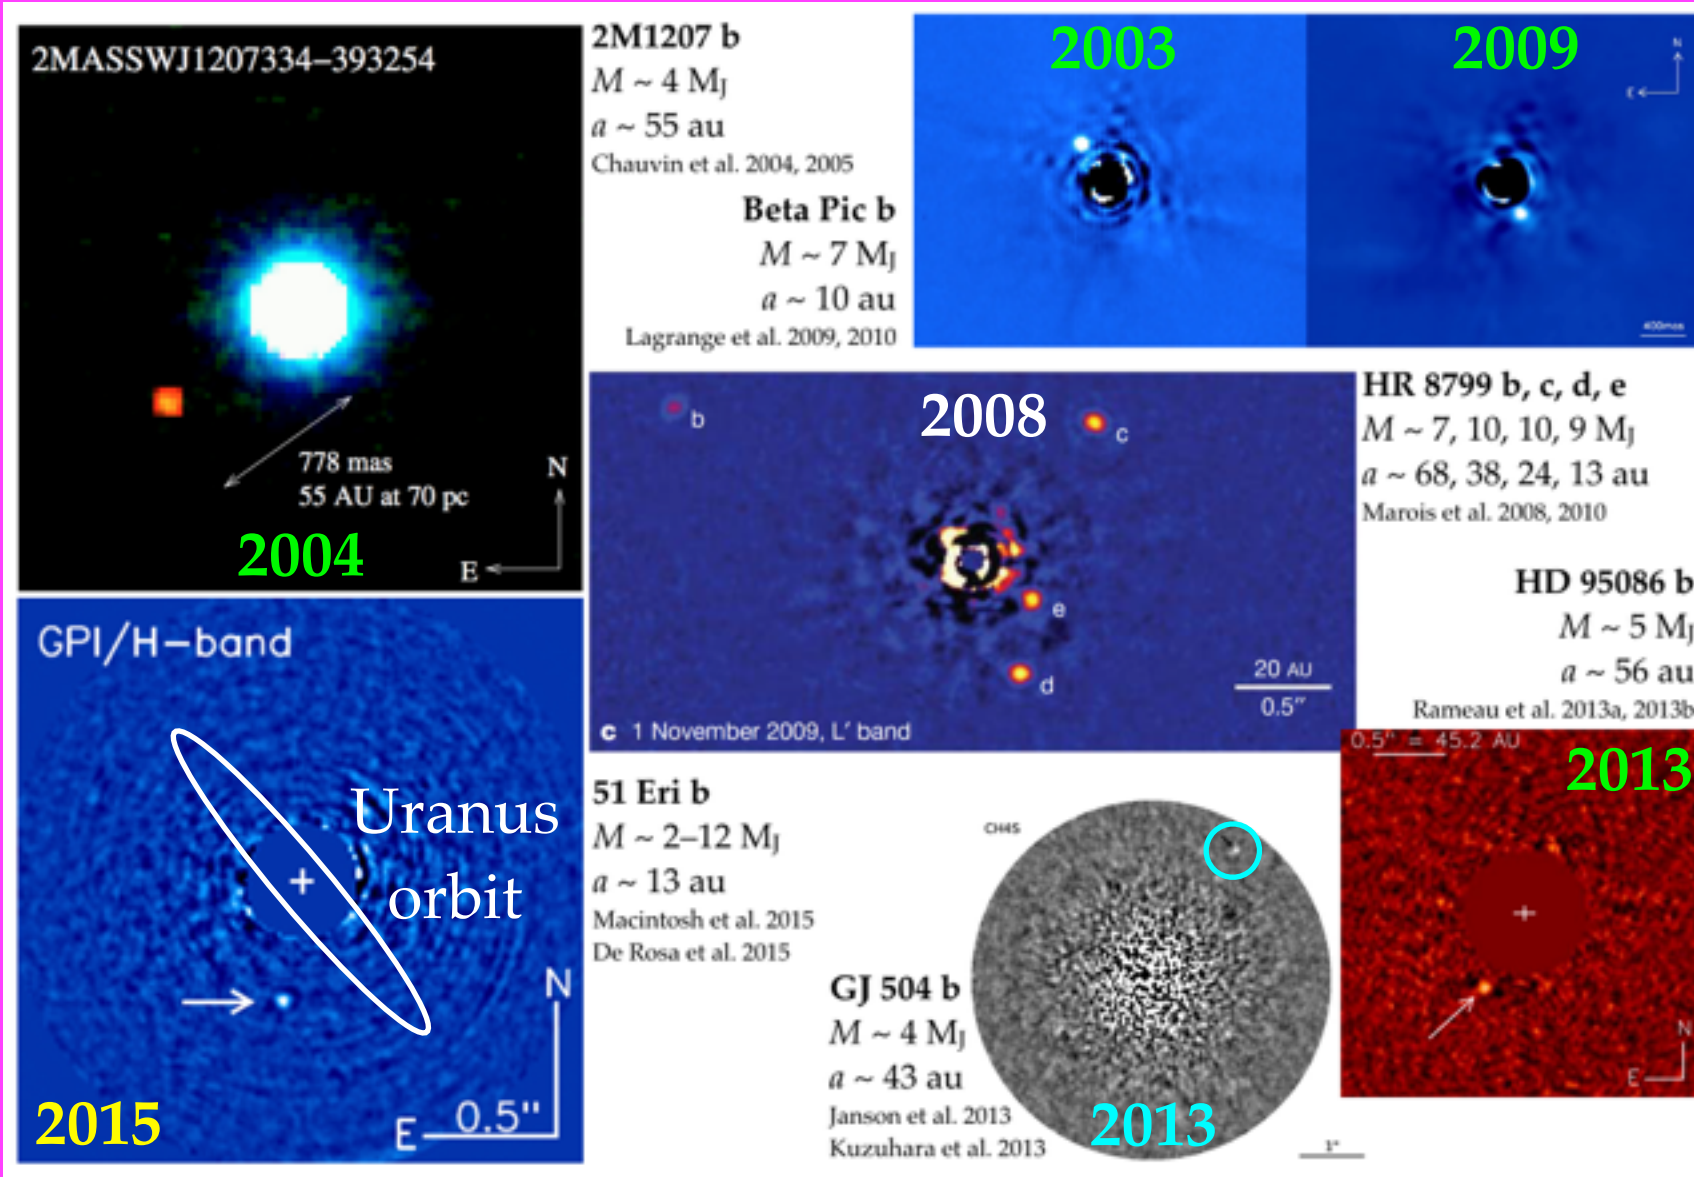 2MASSWJ1207334–393254
778 mas
55 AU at 70 pc
N
E
2004
2M1207 b
M ~ 4 MJ
a ~ 55 au
Chauvin et al. 2004, 2005
Beta Pic b
M ~ 7 MJ
a ~ 10 au
Lagrange et al. 2009, 2010
2003
2009
N
E
400mas
b
2008
c
e
d
20 AU
0.5″
c 1 November 2009, L′ band
HR 8799 b, c, d, e
M ~ 7, 10, 10, 9 MJ
a ~ 68, 38, 24, 13 au
Marois et al. 2008, 2010
HD 95086 b
M ~ 5 MJ
a ~ 56 au
Rameau et al. 2013a, 2013b
0.5" = 45.2 AU
2013
N
E
GPI/H-band
Uranus
orbit
N
E
0.5"
2015
51 Eri b
M ~ 2–12 MJ
a ~ 13 au
Macintosh et al. 2015
De Rosa et al. 2015
GJ 504 b
M ~ 4 MJ
a ~ 43 au
Janson et al. 2013
Kuzuhara et al. 2013
CH4S
2013
1"